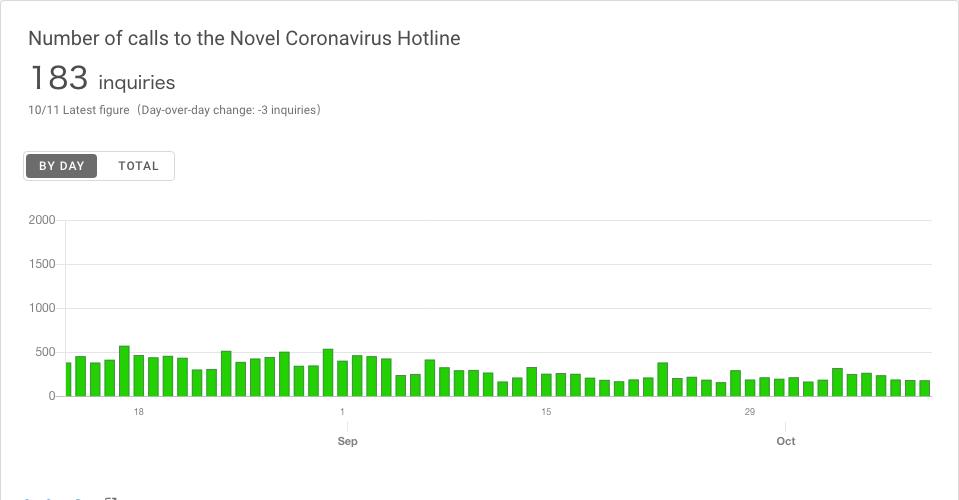 Number of calls to the Novel Coronavirus Hotline
183 inquiries
10/11 Latest figure（Day-over-day change: -3 inquiries）
BY DAY TOTAL
2000
1500
1000
500
0
18 1 15 29
Sep Oct